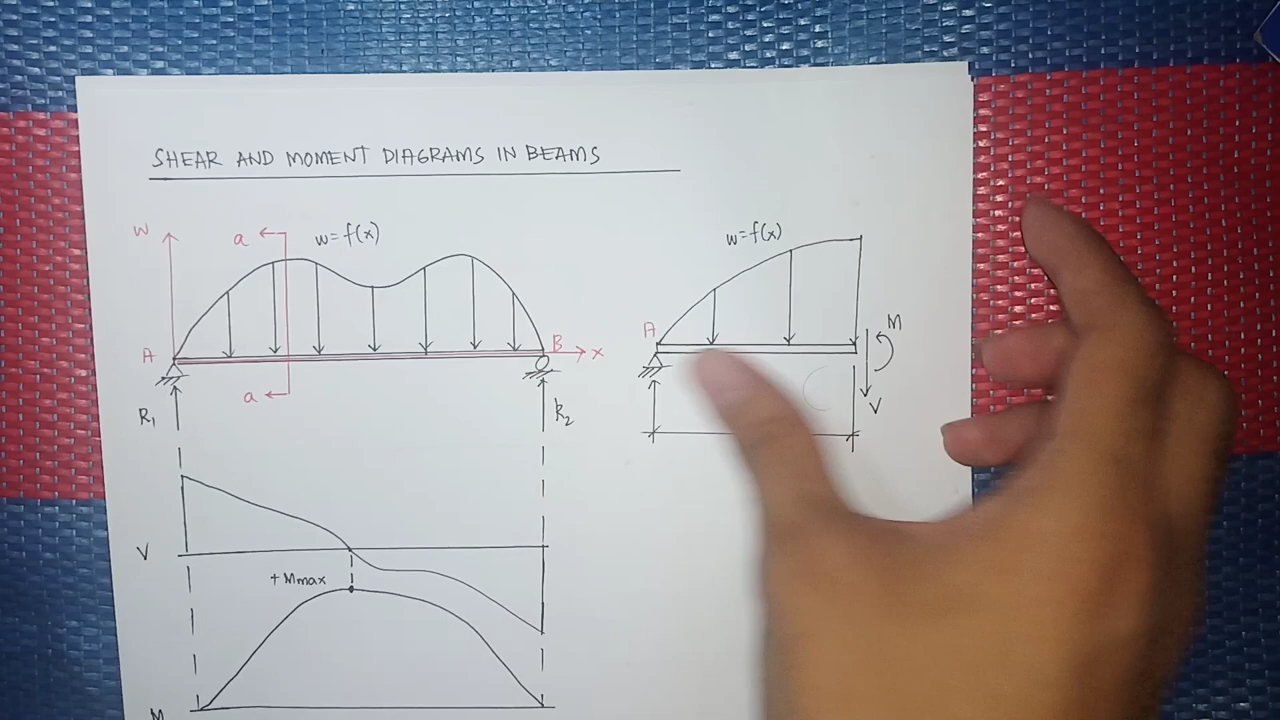 SHEAR AND MOMENT DIAGRAMS IN BEAMS
w
a
w=f(x)
A
B
x
a
R1
R2
V
+Mmax
M
w=f(x)
A
M
V